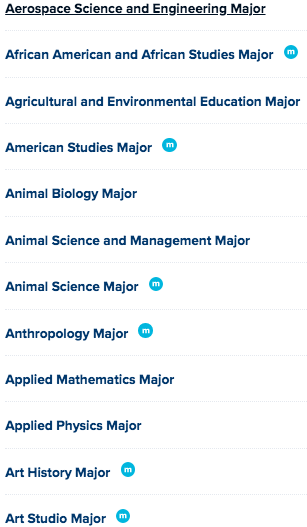 Aerospace Science and Engineering Major
African American and African Studies Major m
Agricultural and Environmental Education Major
American Studies Major m
Animal Biology Major
Animal Science and Management Major
Animal Science Major m
Anthropology Major m
Applied Mathematics Major
Applied Physics Major
Art History Major m
Art Studio Major m